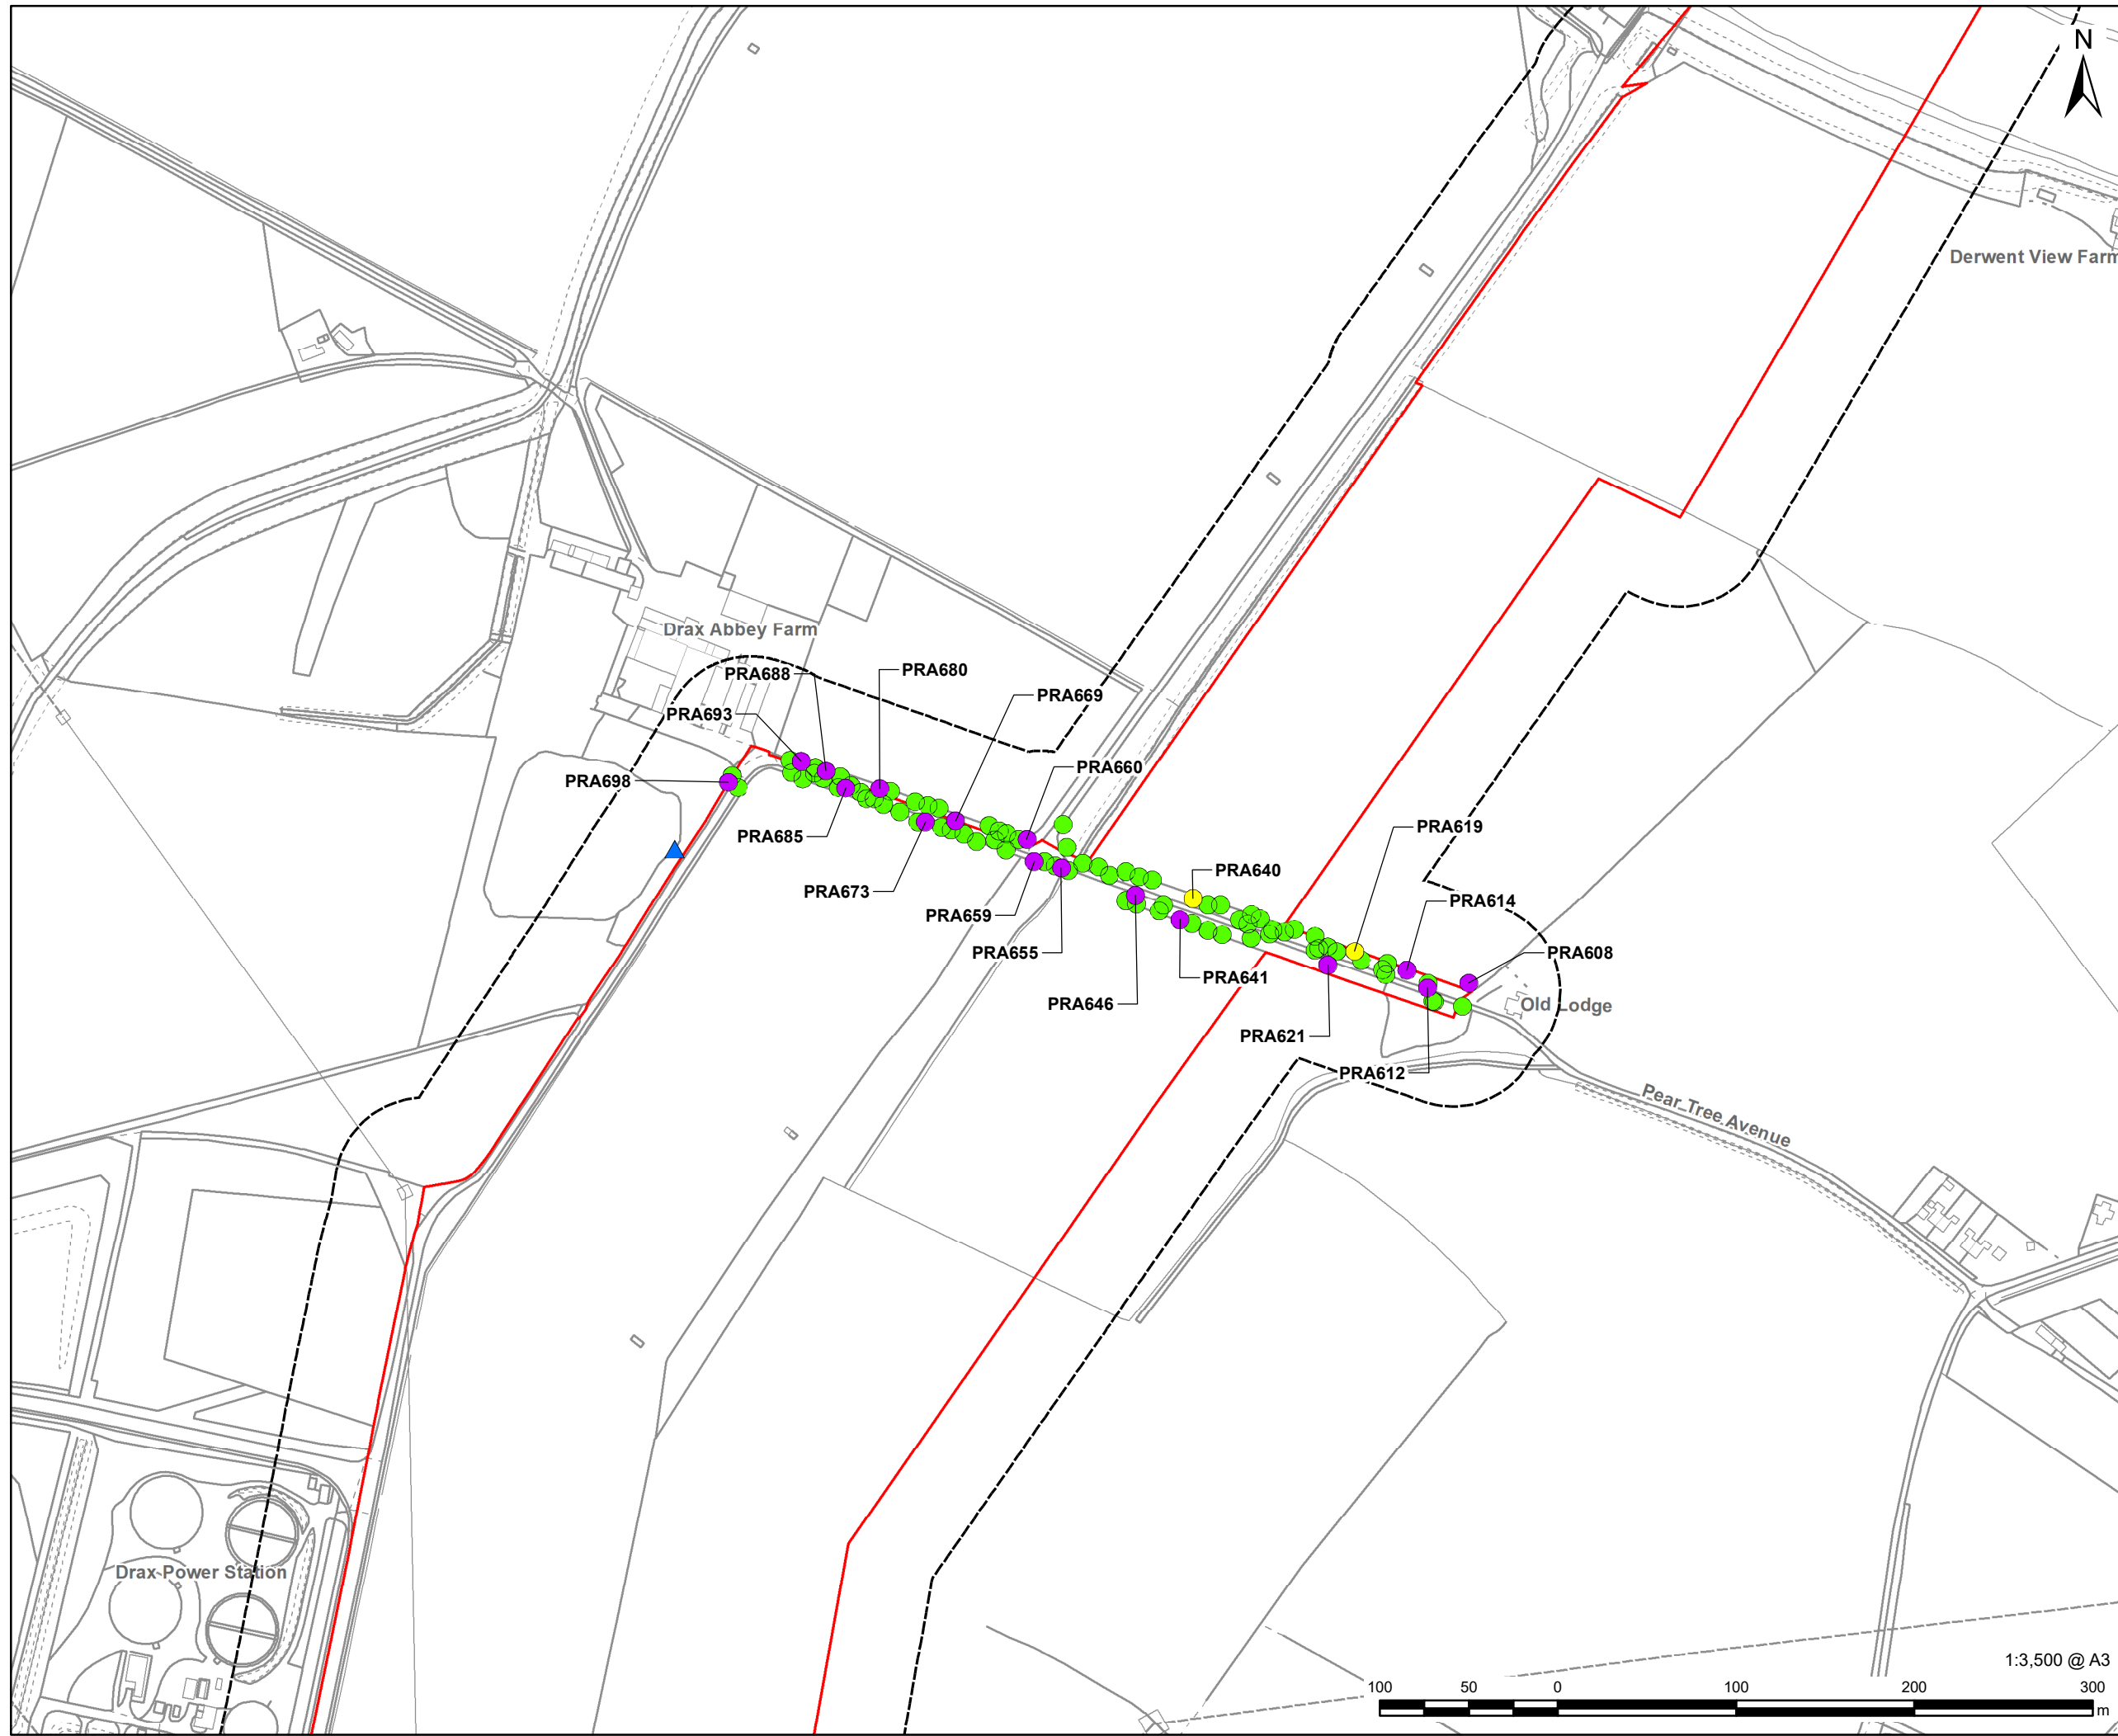 N
Derwent View Farm
Drax Abbey Farm
PRA688
PRA680
PRA669
PRA693
PRA660
PRA698
PRA685
PRA619
PRA640
PRA673
PRA614
PRA659
PRA655
PRA608
PRA641
PRA646
Old Lodge
PRA621
PRA612
Pear Tree Avenue
Drax Power Station
1:3,500 @ A3
100 50 0 100 200 300
m